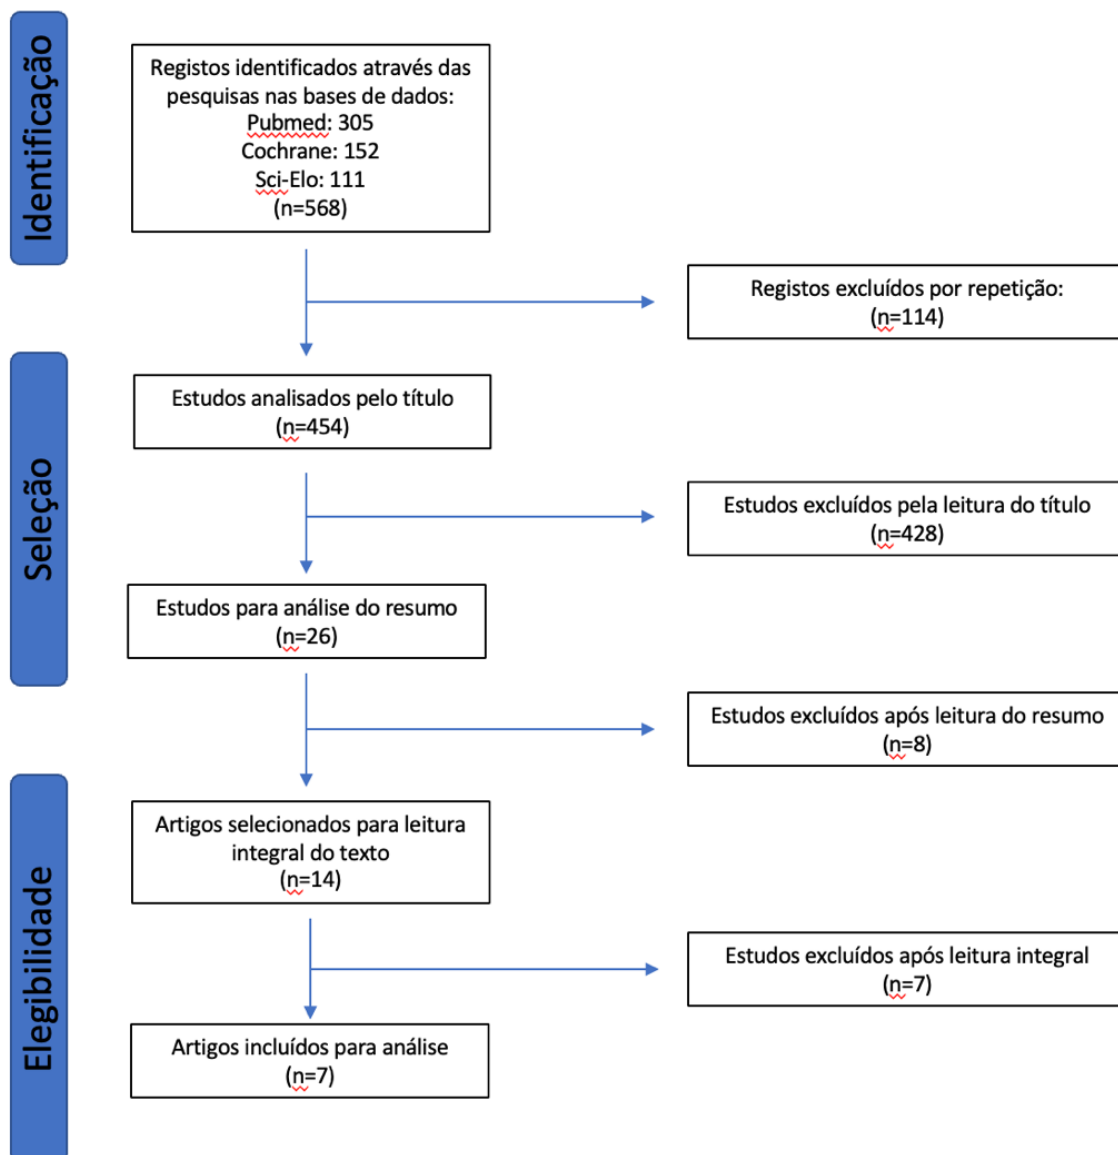 Identificação
Registos identificados através das
pesquisas nas bases de dados:
Pubmed: 305
Cochrane: 152
Sci-Elo: 111
(n=568)
Registos excluídos por repetição:
(n=114)
Seleção
Estudos analisados pelo título
(n=454)
Estudos excluídos pela leitura do título
(n=428)
Estudos para análise do resumo
(n=26)
Estudos excluídos após leitura do resumo
(n=8)
Elegibilidade
Artigos selecionados para leitura
integral do texto
(n=14)
Estudos excluídos após leitura integral
(n=7)
Artigos incluídos para análise
(n=7)